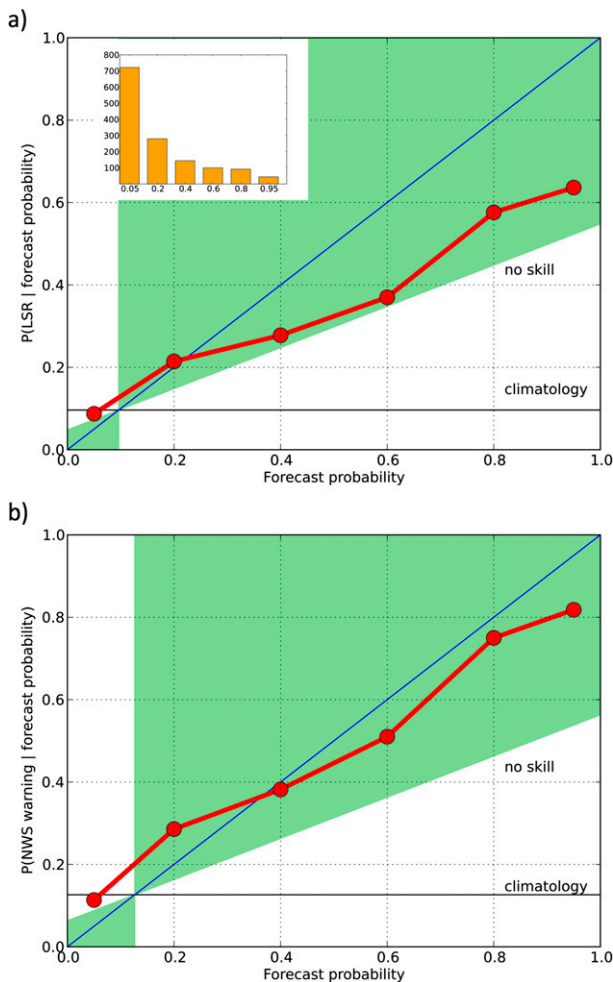 a)
1.0
0.8
0.6
0.4
0.2
0.0
P(LSR | forecast probability)
800
700
600
500
400
300
200
100
0.05 0.2 0.4 0.6 0.8 0.95
no skill
climatology
0.0 0.2 0.4 0.6 0.8 1.0
Forecast probability
b)
1.0
0.8
0.6
0.4
0.2
0.0
P(NWS warning | forecast probability)
no skill
climatology
0.0 0.2 0.4 0.6 0.8 1.0
Forecast probability